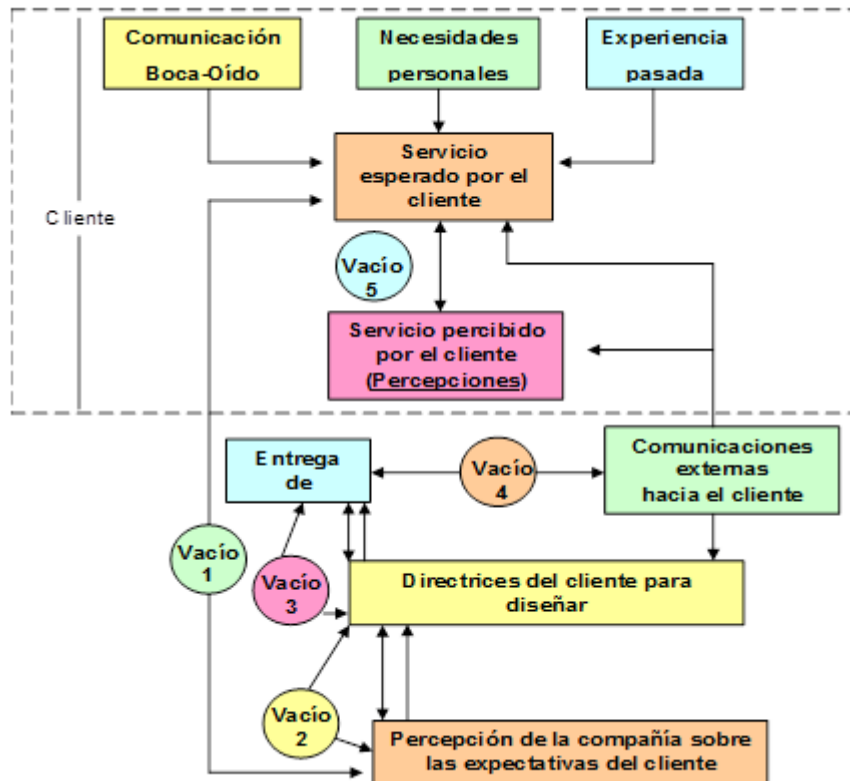 Comunicación
Boca-Oído
Necesidades
personales
Experiencia
pasada
Servicio
esperado por el
cliente
Cliente
Vacío
5
Servicio percibido
por el cliente
(Percepciones)
Entrega
de
Vacío
4
Comunicaciones
externas
hacia el cliente
Vacío
1
Vacío
3
Directrices del cliente para
diseñar
Vacío
2
Percepción de la compañía sobre
las expectativas del cliente